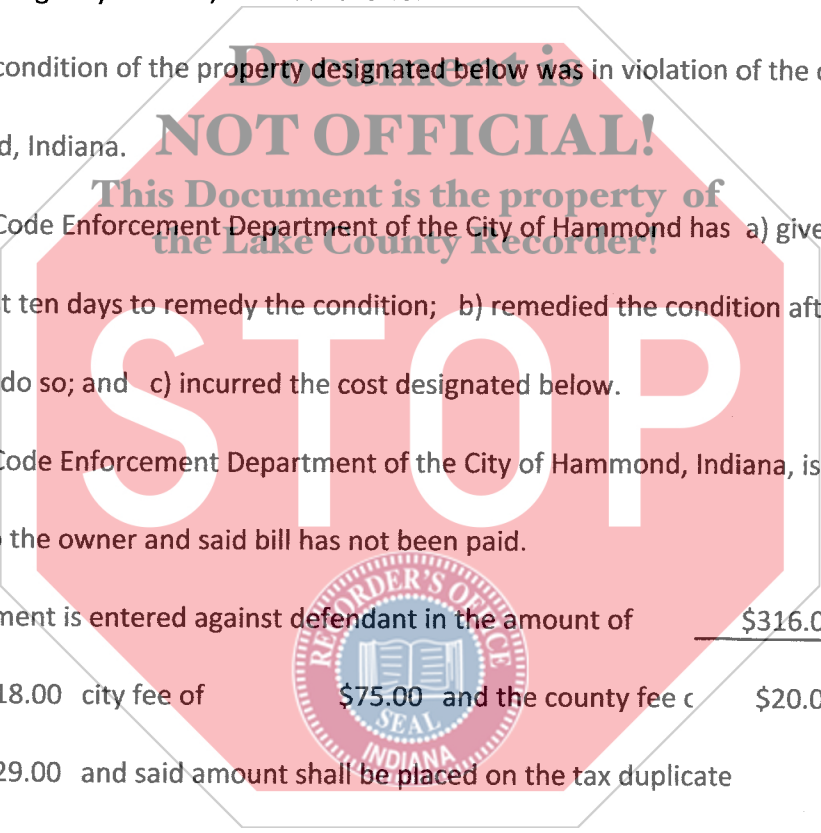 condition of the property designated below was in violation of the
Document is
d, Indiana.
NOT OFFICIAL!
This Document is the property of
Code Enforcement Department of the City of Hammond has a) give
the Lake County Recorder!
t ten days to remedy the condition; b) remedied the condition aft
STOP
do so; and c) incurred the cost designated below.
Code Enforcement Department of the City of Hammond, Indiana, is
the owner and said bill has not been paid.
ment is entered against defendant in the amount of $316.0
18.00 city fee of $75.00 and the county fee $20.0
29.00 and said amount shall be placed on the tax duplicate
RECORDER'S OFFICE
SEAL
INDIANA